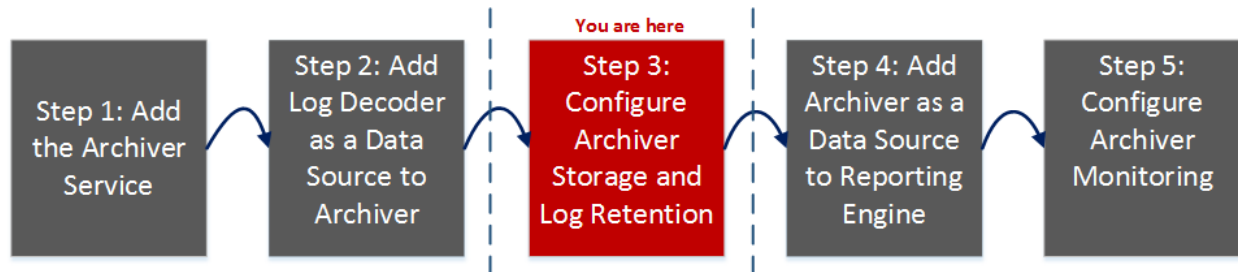 You are here
Step 1: Add
the Archiver
Service
Step 2: Add
Log Decoder
as a Data
Source to
Archiver
Step 3:
Configure
Archiver
Storage and
Log Retention
Step 4: Add
Archiver as a
Data Source
to Reporting
Engine
Step 5:
Configure
Archiver
Monitoring